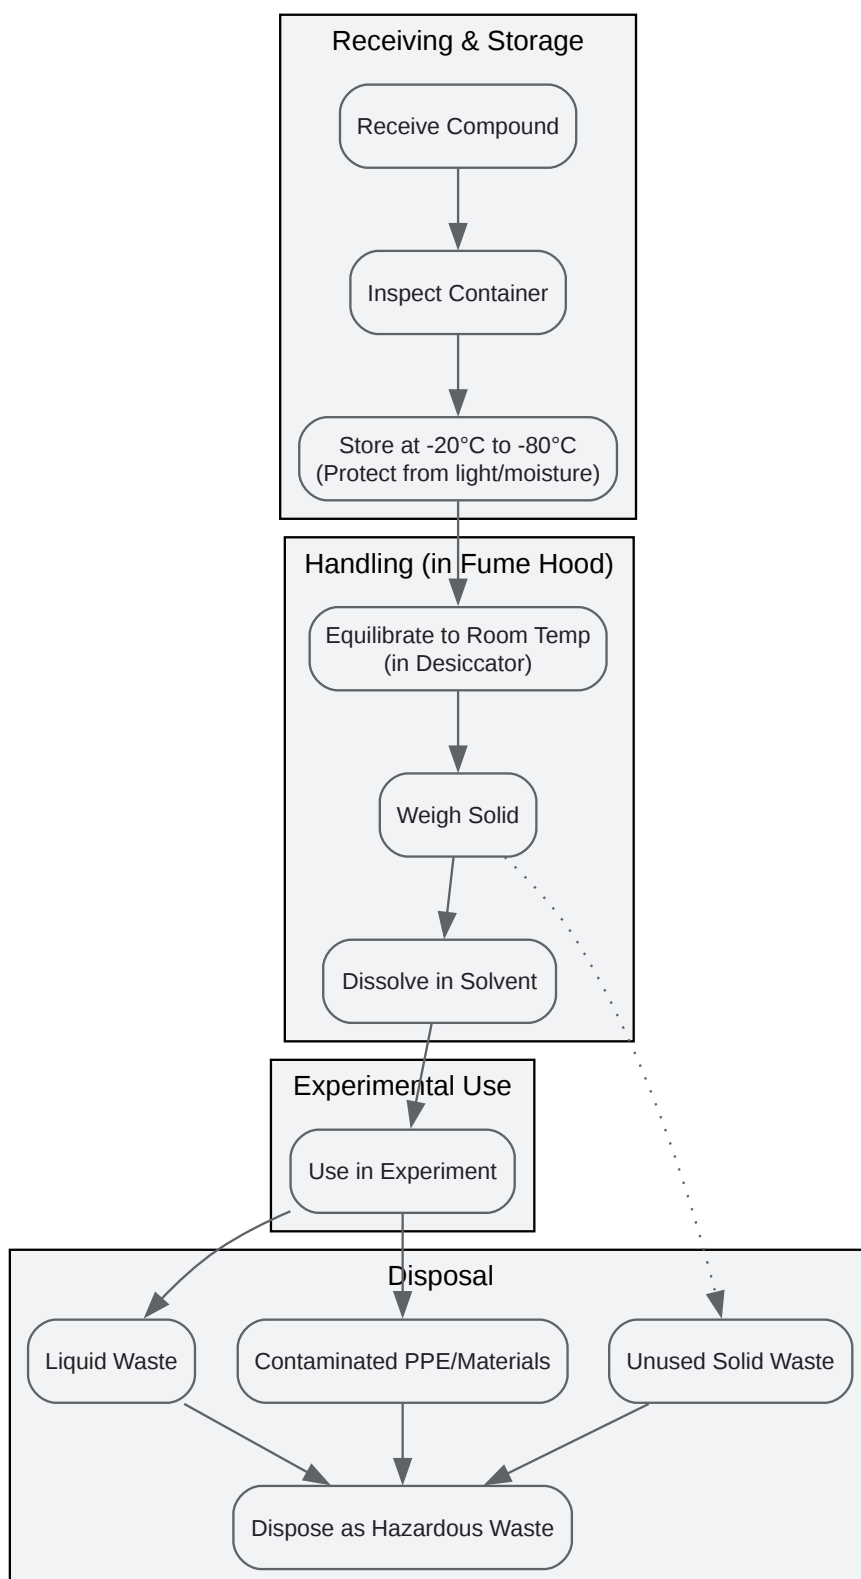 Receiving & Storage
Receive Compound
Inspect Container
Store at -20°C to -80°C
(Protect from light/moisture)
Handling (in Fume Hood)
Equilibrate to Room Temp
(in Desiccator)
Weigh Solid
Dissolve in Solvent
Experimental Use
Use in Experiment
Disposal
Liquid Waste
Contaminated PPE/Materials
Unused Solid Waste
Dispose as Hazardous Waste